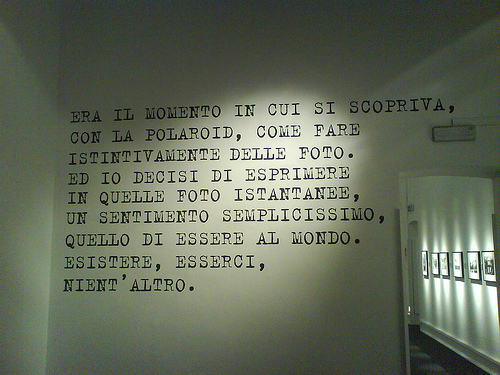 ERA IL MOMENTO IN CUI SI SCOPRIVA,
CON LA POLAROID, COME FARE
ISTINTIVAMENTE DELLE FOTO.
ED IO DECISI DI ESPRIMERE
IN QUELLE FOTO ISTANTANEE,
UN SENTIMENTO SEMPLICISSIMO,
QUELLO DI ESSERE AL MONDO.
ESISTERE, ESSERCI,
NIENT'ALTRO.